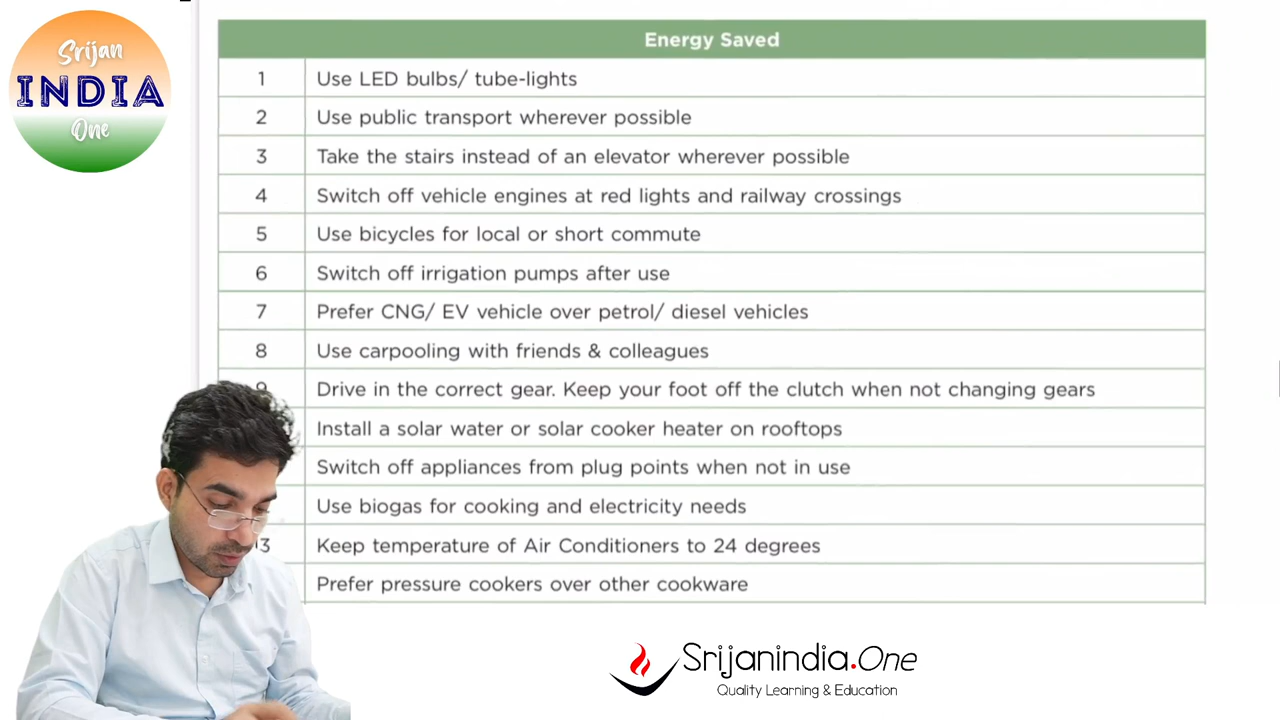 Srijan
INDIA
One
Energy Saved
1 Use LED bulbs/ tube-lights
2 Use public transport wherever possible
3 Take the stairs instead of an elevator wherever possible
4 Switch off vehicle engines at red lights and railway crossings
5 Use bicycles for local or short commute
6 Switch off irrigation pumps after use
7 Prefer CNG/ EV vehicle over petrol/ diesel vehicles
8 Use carpooling with friends & colleagues
9 Drive in the correct gear. Keep your foot off the clutch when not changing gears
Install a solar water or solar cooker heater on rooftops
Switch off appliances from plug points when not in use
Use biogas for cooking and electricity needs
3 Keep temperature of Air Conditioners to 24 degrees
Prefer pressure cookers over other cookware
Srijanindia.One
Quality Learning & Education